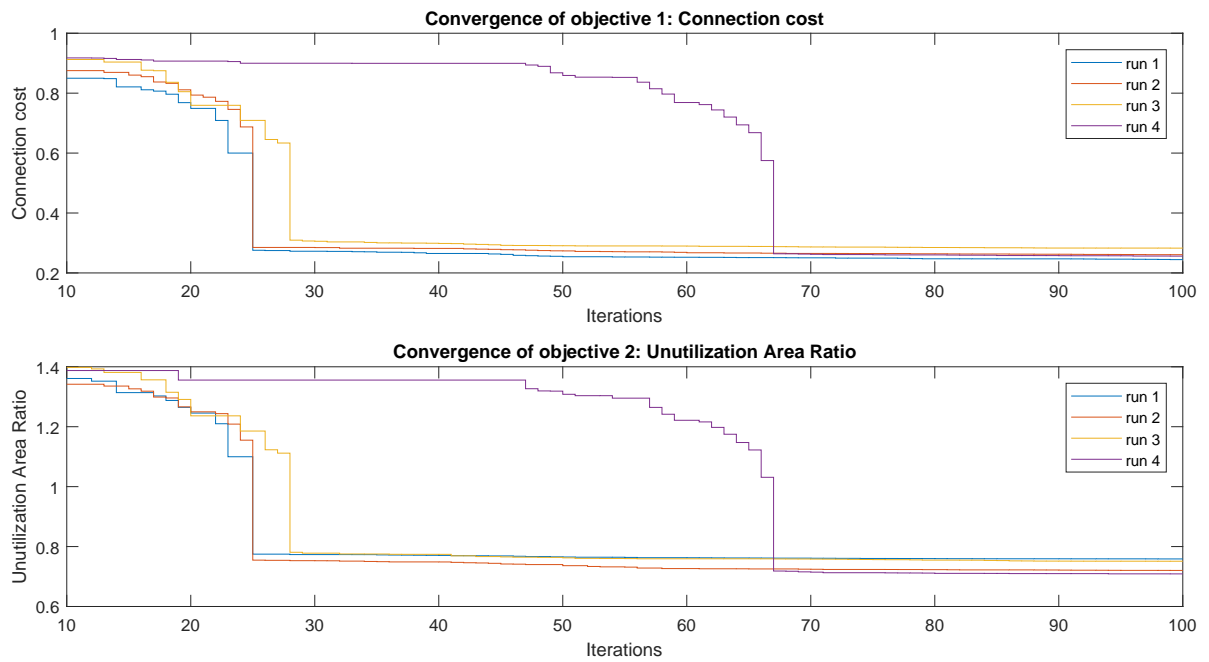 Convergence of objective 1: Connection cost
1
0.8
0.6
0.4
0.2
Connection cost
10 20 30 40 50 60 70 80 90 100
Iterations
run 1
run 2
run 3
run 4
Convergence of objective 2: Unutilization Area Ratio
1.4
1.2
1
0.8
0.6
Unutilization Area Ratio
10 20 30 40 50 60 70 80 90 100
Iterations
run 1
run 2
run 3
run 4